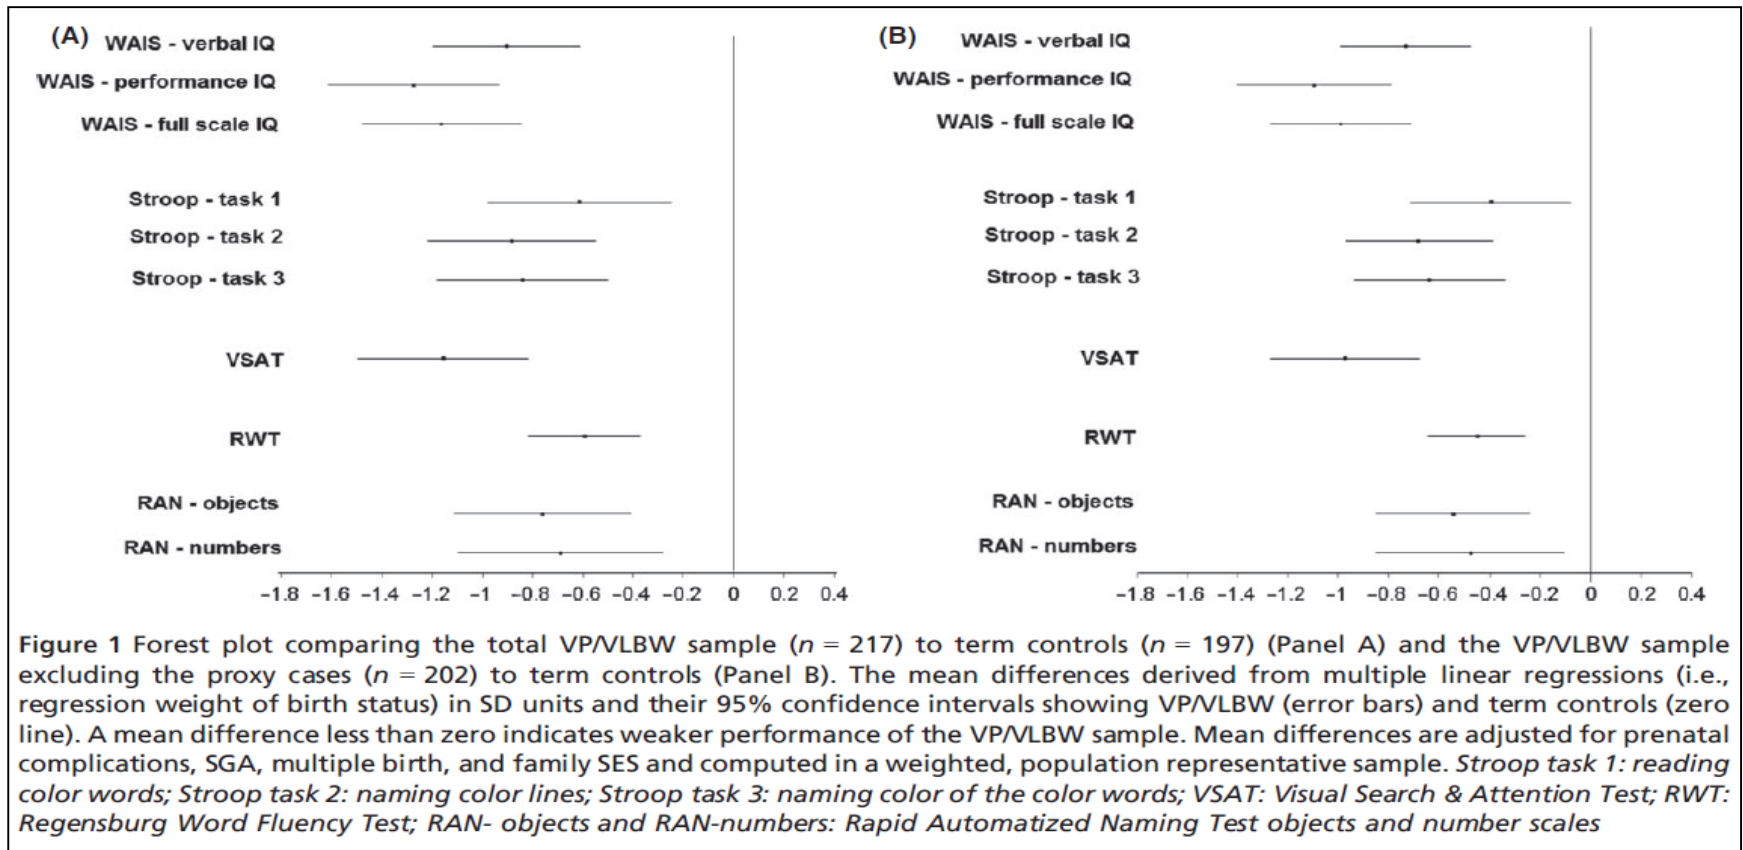 (A) WAIS - verbal IQ
WAIS - performance IQ
WAIS - full scale IQ
Stroop - task 1
Stroop - task 2
Stroop - task 3
VSAT
RWT
RAN - objects
RAN - numbers
-1.8 -1.6 -1.4 -1.2 -1 -0.8 -0.6 -0.4 -0.2 0 0.2 0.4
(B) WAIS - verbal IQ
WAIS - performance IQ
WAIS - full scale IQ
Stroop - task 1
Stroop - task 2
Stroop - task 3
VSAT
RWT
RAN - objects
RAN - numbers
-1.8 -1.6 -1.4 -1.2 -1 -0.8 -0.6 -0.4 -0.2 0 0.2 0.4
Figure 1 Forest plot comparing the total VP/VLBW sample (n = 217) to term controls (n = 197) (Panel A) and the VP/VLBW sample
excluding the proxy cases (n = 202) to term controls (Panel B). The mean differences derived from multiple linear regressions (i.e.,
regression weight of birth status) in SD units and their 95% confidence intervals showing VP/VLBW (error bars) and term controls (zero
line). A mean difference less than zero indicates weaker performance of the VP/VLBW sample. Mean differences are adjusted for prenatal
complications, SGA, multiple birth, and family SES and computed in a weighted, population representative sample. Stroop task 1: reading
color words; Stroop task 2: naming color lines; Stroop task 3: naming color of the color words; VSAT: Visual Search & Attention Test; RWT:
Regensburg Word Fluency Test; RAN- objects and RAN-numbers: Rapid Automatized Naming Test objects and number scales